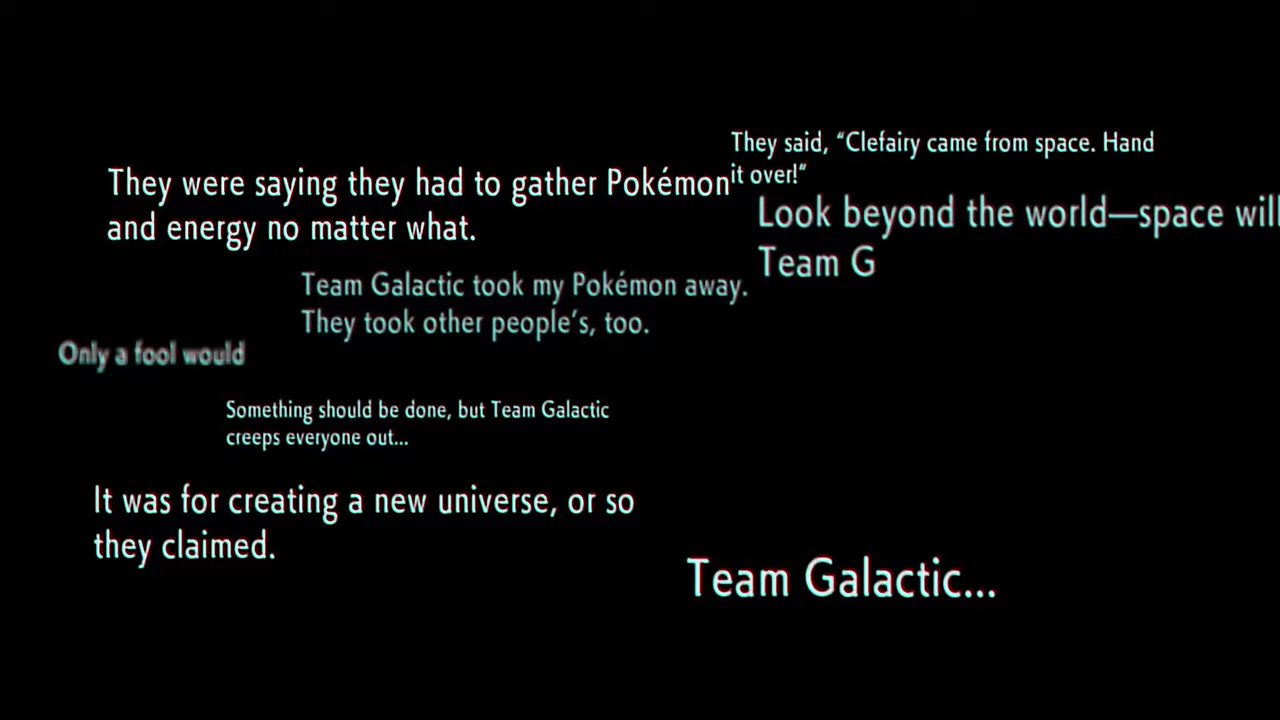 They said, “Clefairy came from space. Hand
it over!”
They were saying they had to gather Pokémon
and energy no matter what.
Look beyond the world—space will
Team G
Team Galactic took my Pokémon away.
They took other people’s, too.
Only a fool would
Something should be done, but Team Galactic
creeps everyone out...
It was for creating a new universe, or so
they claimed.
Team Galactic...